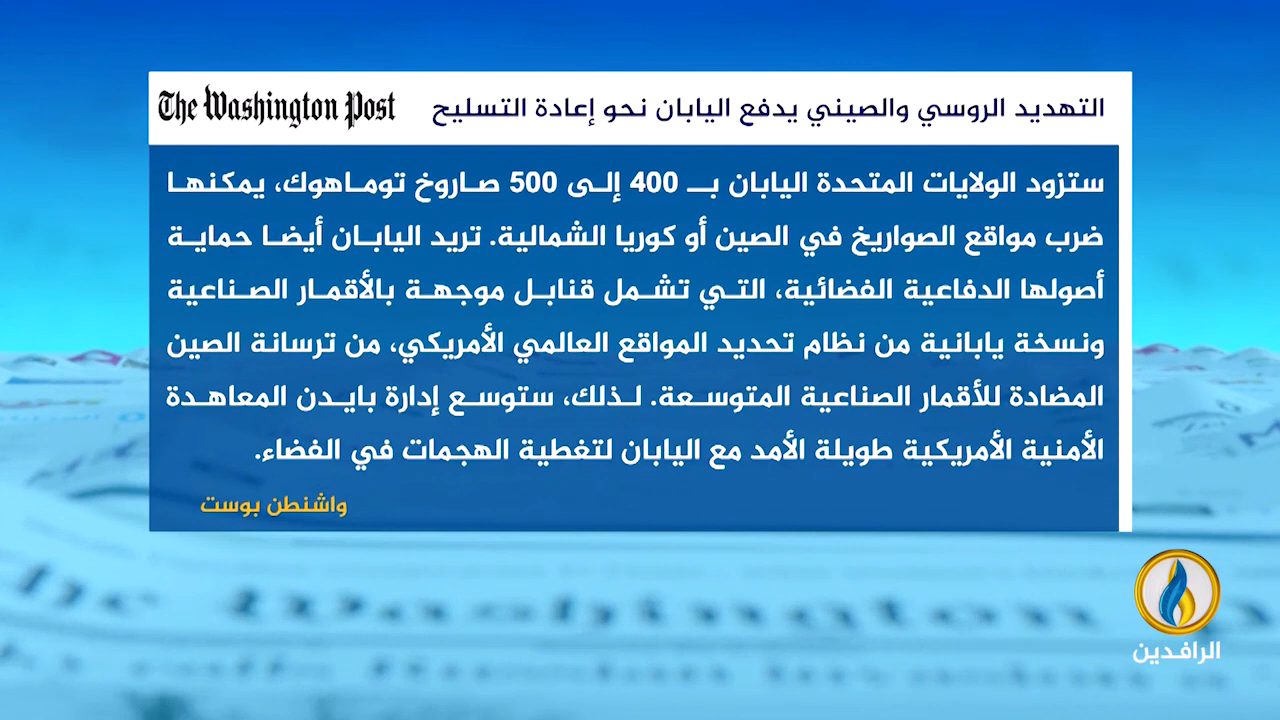 التهديد الروسي والصيني يدفع اليابان نحو إعادة التسليح
The Washington Post
ستزود الولايات المتحدة اليابان بـ 400 إلى 500 صاروخ توماهوك، يمكنها
ضرب مواقع الصواريخ في الصين أو كوريا الشمالية. تريد اليابان أيضا حماية
أصولها الدفاعية الفضائية، التي تشمل قنابل موجهة بالأقمار الصناعية
ونسخة يابانية من نظام تحديد المواقع العالمي الأمريكي، من ترسانة الصين
المضادة للأقمار الصناعية المتوسعة. لذلك، ستوسع إدارة بايدن المعاهدة
الأمنية الأمريكية طويلة الأمد مع اليابان لتغطية الهجمات في الفضاء.
واشنطن بوست
الرافدين